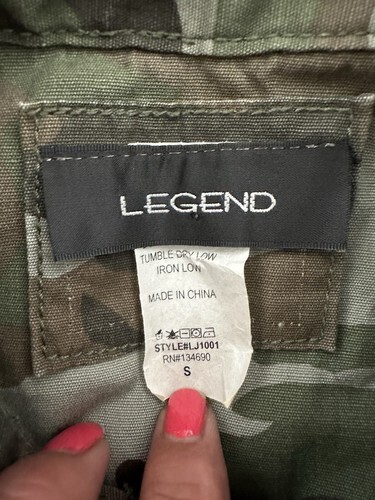 LEGEND
TUMBLE DRY LOW
IRON LOW
MADE IN CHINA
STYLE#LJ1001
RN#134690
S